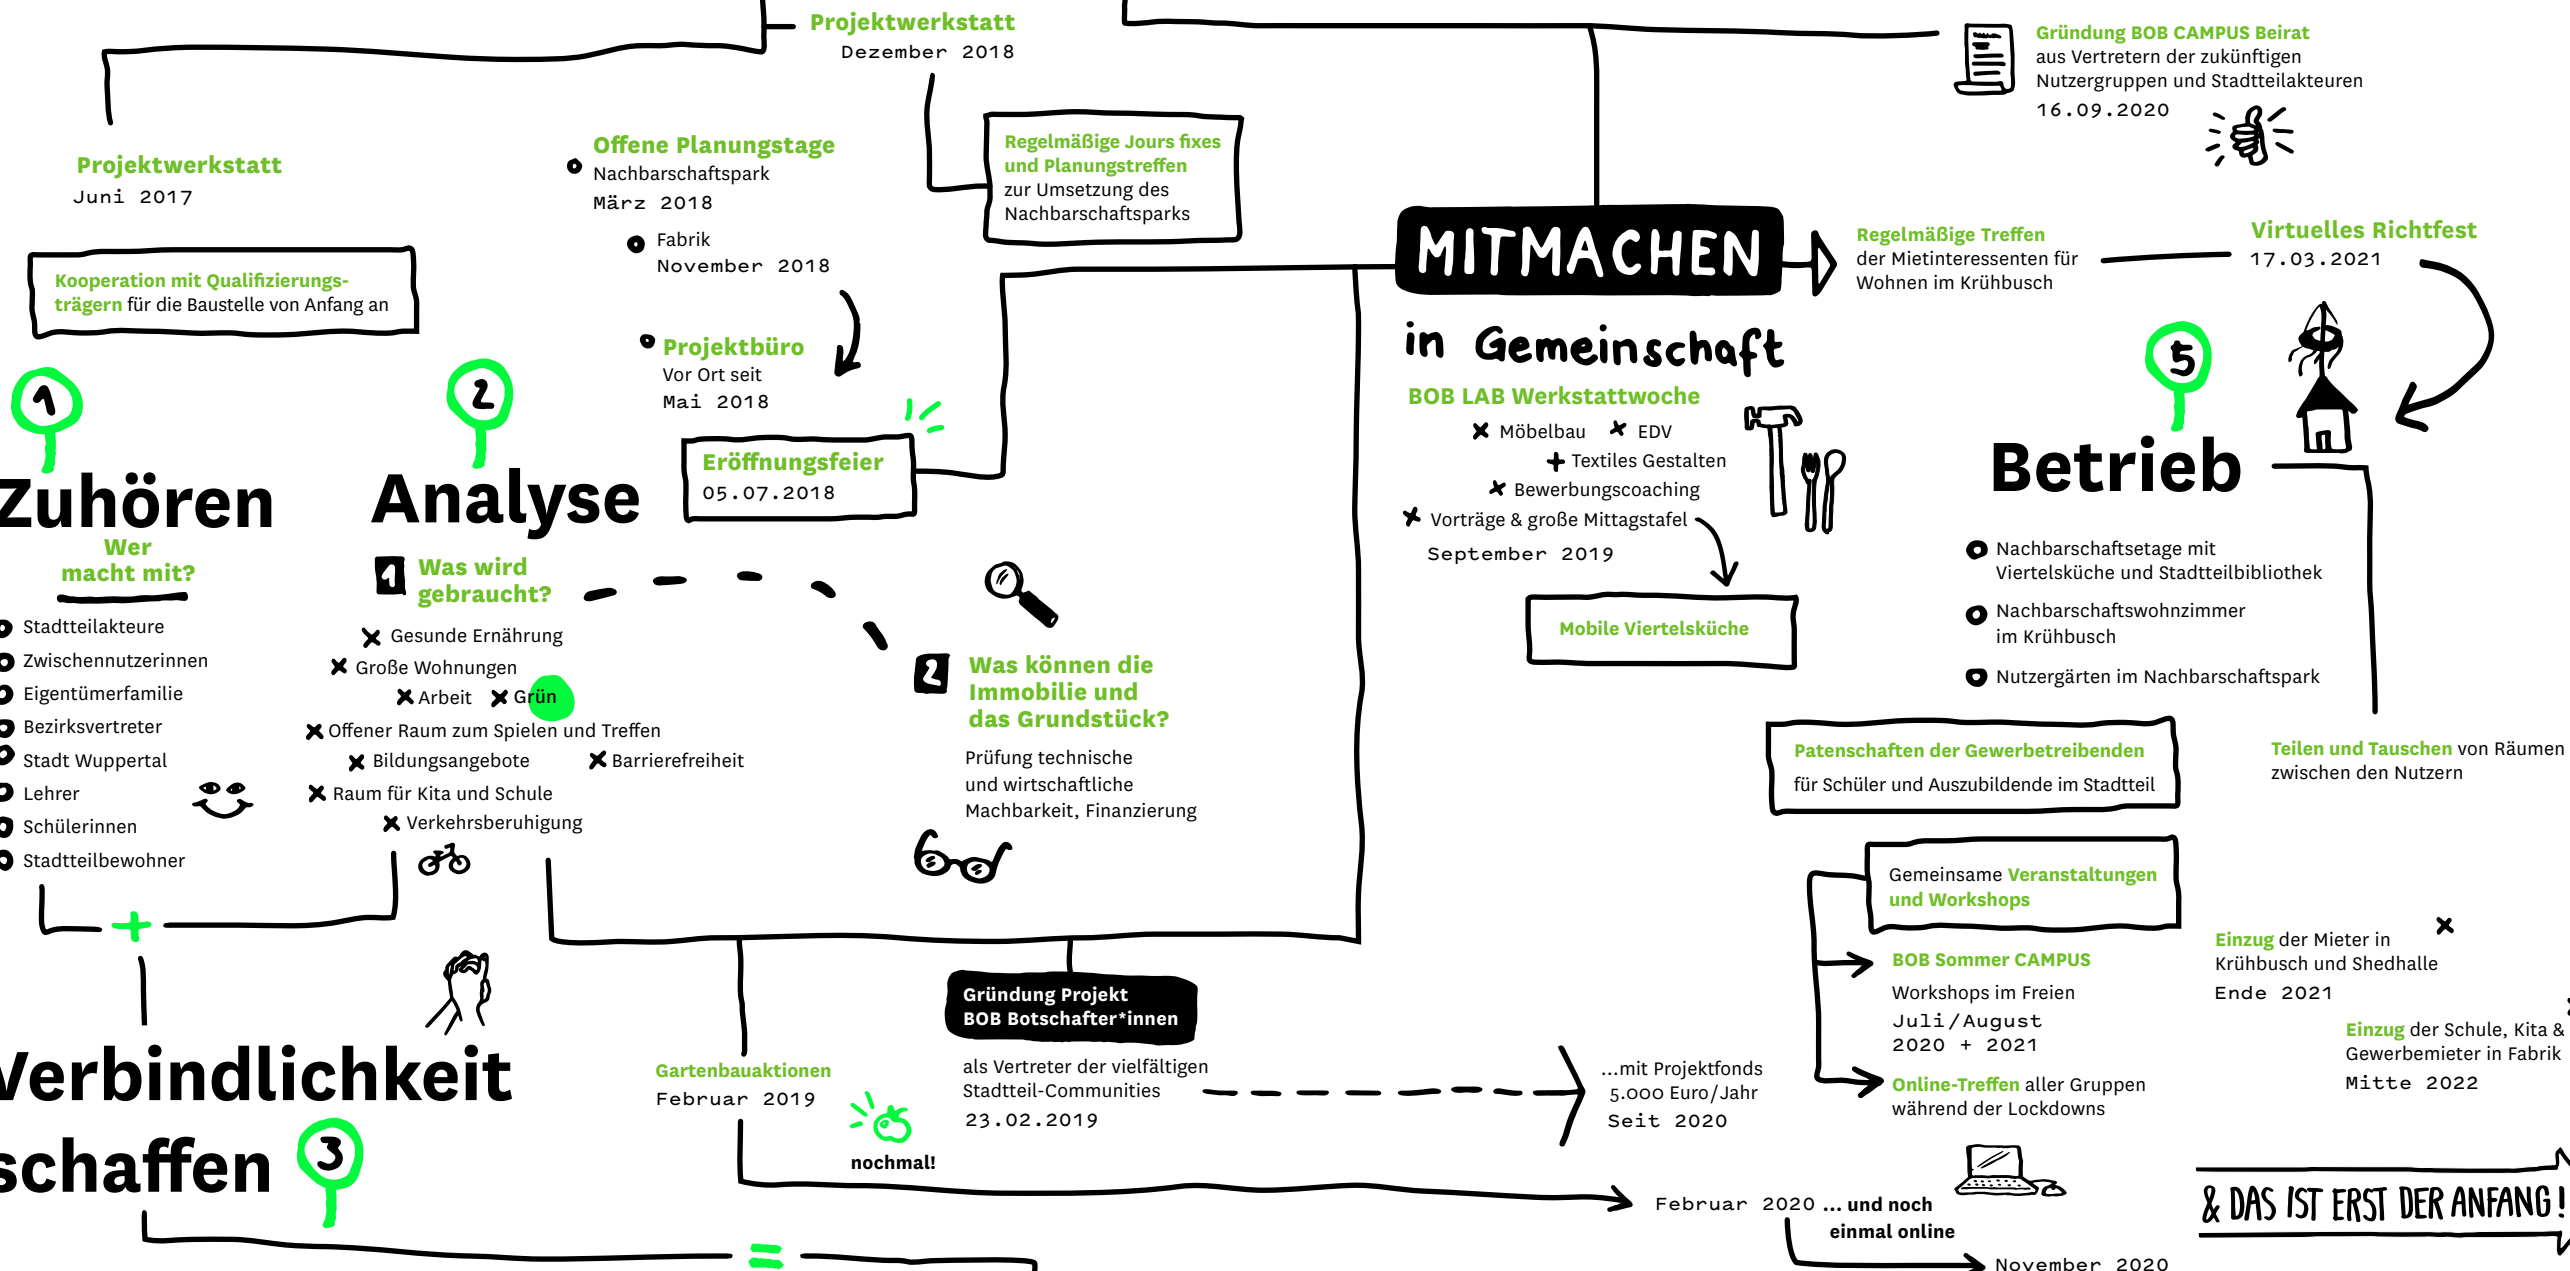 Projektwerkstatt
Dezember 2018
Gründung BOB CAMPUS Beirat
aus Vertretern der zukünftigen
Nutzergruppen und Stadtteilakteuren
16.09.2020
Projektwerkstatt
Juni 2017
Kooperation mit Qualifizierungs-
trägern für die Baustelle von Anfang an
Offene Planungstage
Nachbarschaftspark
März 2018
Fabrik
November 2018
Projektbüro
Vor Ort seit
Mai 2018
Eröffnungsfeier
05.07.2018
Regelmäßige Jours fixes
und Planungstreffen
zur Umsetzung des
Nachbarschaftsparks
MITMACHEN
in Gemeinschaft
Regelmäßige Treffen
der Mietinteressenten für
Wohnen im Krühbusch
Virtuelles Richtfest
17.03.2021
BOB LAB Werkstattwoche
Möbelbau
EDV
Textiles Gestalten
Bewerbungscoaching
Vorträge & große Mittagstafel
September 2019
Mobile Viertelsküche
1
Zuhören
Wer
macht mit?
Stadtteilakteure
Zwischennutzerinnen
Eigentümerfamilie
Bezirksvertreter
Stadt Wuppertal
Lehrer
Schülerinnen
Stadtteilbewohner
2
Analyse
1 Was wird
gebraucht?
Gesunde Ernährung
Große Wohnungen
Arbeit
Grün
Offener Raum zum Spielen und Treffen
Bildungsangebote
Barrierefreiheit
Raum für Kita und Schule
Verkehrsberuhigung
2 Was können die
Immobilie und
das Grundstück?
Prüfung technische
und wirtschaftliche
Machbarkeit, Finanzierung
+
Verbindlichkeit
schaffen
3
=
Gartenbauaktionen
Februar 2019
nochmal!
Gründung Projekt
BOB Botschafter*innen
als Vertreter der vielfältigen
Stadtteil-Communities
23.02.2019
...mit Projektfonds
5.000 Euro/Jahr
Seit 2020
Februar 2020 ... und noch
einmal online
November 2020
5
Betrieb
Nachbarschaftsetage mit
Viertelsküche und Stadtteilbibliothek
Nachbarschaftswohnzimmer
im Krühbusch
Nutzergärten im Nachbarschaftspark
Patenschaften der Gewerbetreibenden
für Schüler und Auszubildende im Stadtteil
Teilen und Tauschen von Räumen
zwischen den Nutzern
Gemeinsame Veranstaltungen
und Workshops
BOB Sommer CAMPUS
Workshops im Freien
Juli/August
2020 + 2021
Online-Treffen aller Gruppen
während der Lockdowns
Einzug der Mieter in
Krühbusch und Shedhalle
Ende 2021
Einzug der Schule, Kita &
Gewerbemieter in Fabrik
Mitte 2022
& DAS IST ERST DER ANFANG!